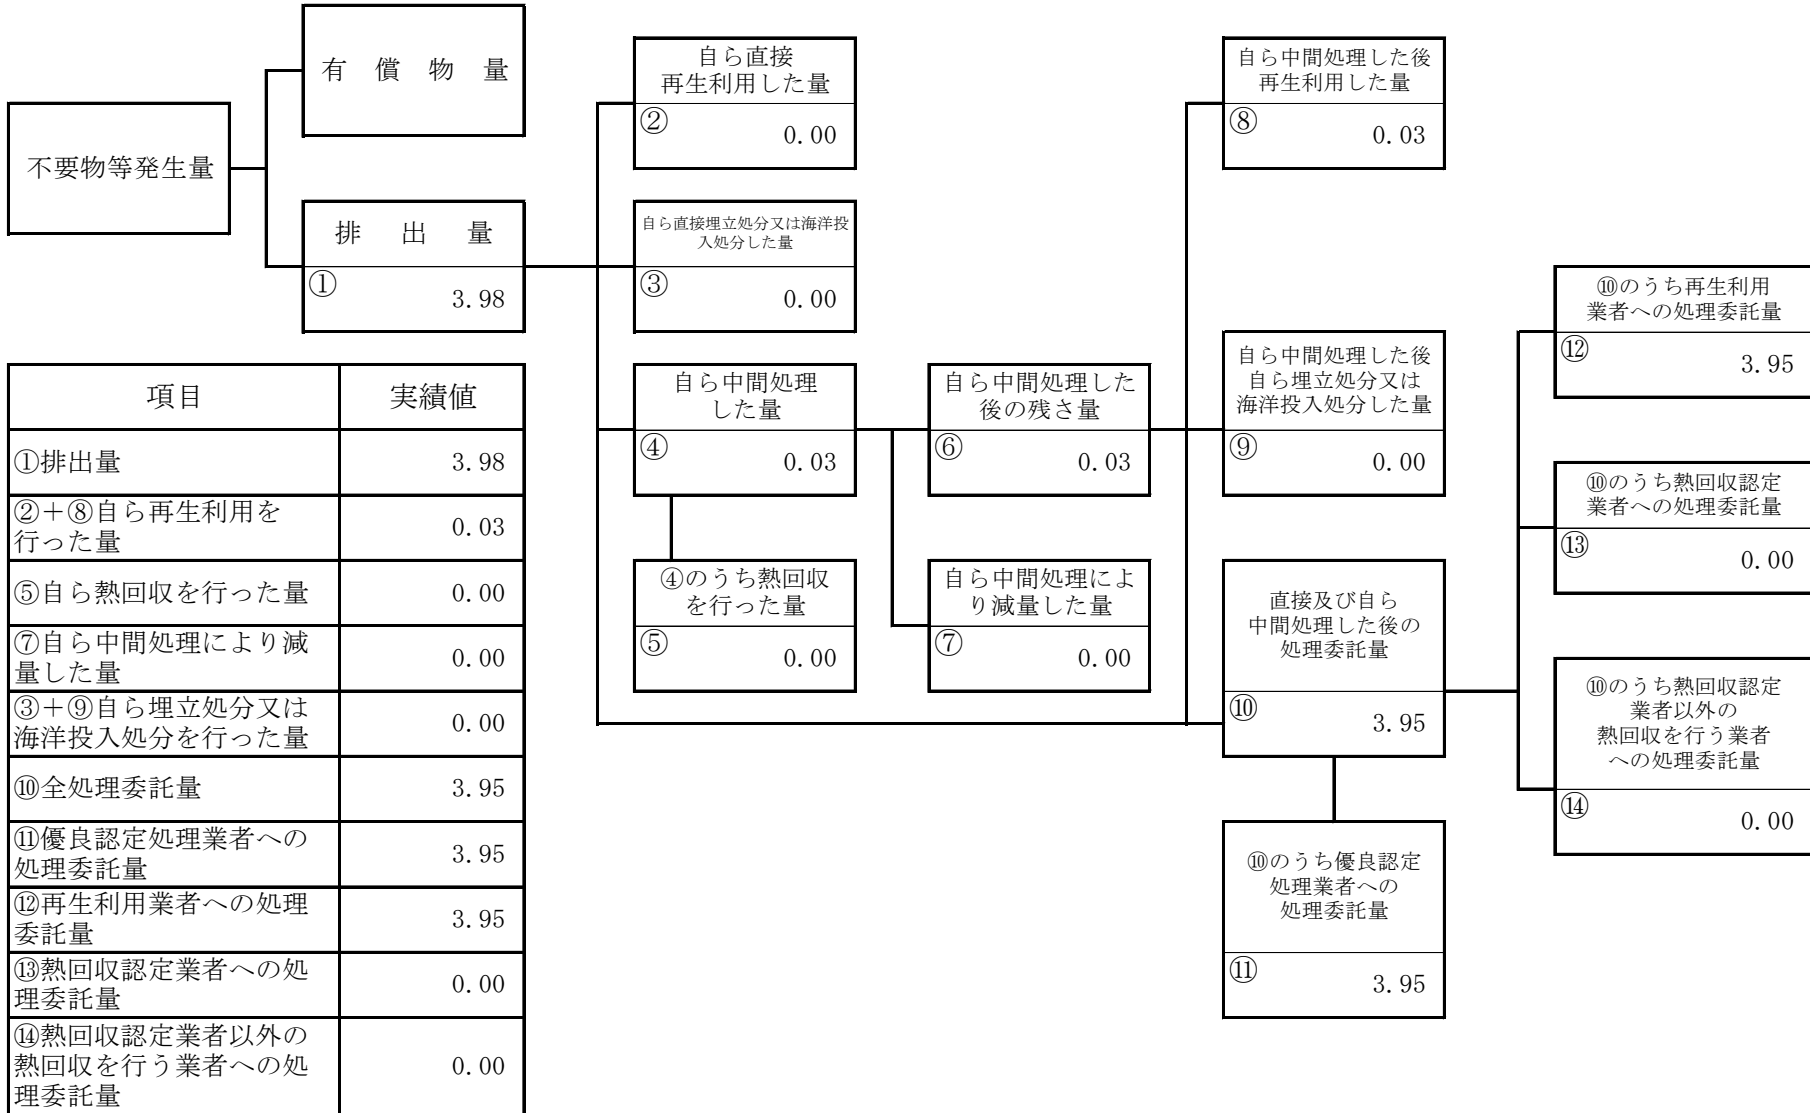 有 償 物 量
不要物等発生量
排 出 量
①
3.98
自ら直接
再生利用した量
②
0.00
自ら直接埋立処分又は海洋投
入処分した量
③
0.00
自ら中間処理
した量
④
0.03
④のうち熱回収
を行った量
⑤
0.00
自ら中間処理した
後の残さ量
⑥
0.03
自ら中間処理によ
り減量した量
⑦
0.00
自ら中間処理した後
再生利用した量
⑧
0.03
自ら中間処理した後
自ら埋立処分又は
海洋投入処分した量
⑨
0.00
直接及び自ら
中間処理した後の
処理委託量
⑩
3.95
⑩のうち優良認定
処理業者への
処理委託量
⑪
3.95
⑩のうち再生利用
業者への処理委託量
⑫
3.95
⑩のうち熱回収認定
業者への処理委託量
⑬
0.00
⑩のうち熱回収認定
業者以外の
熱回収を行う業者
への処理委託量
⑭
0.00
項目 実績値
①排出量 3.98
②+⑧自ら再生利用を
行った量 0.03
⑤自ら熱回収を行った量 0.00
⑦自ら中間処理により減
量した量 0.00
③+⑨自ら埋立処分又は
海洋投入処分を行った量 0.00
⑩全処理委託量 3.95
⑪優良認定処理業者への
処理委託量 3.95
⑫再生利用業者への処理
委託量 3.95
⑬熱回収認定業者への処
理委託量 0.00
⑭熱回収認定業者以外の
熱回収を行う業者への処
理委託量 0.00